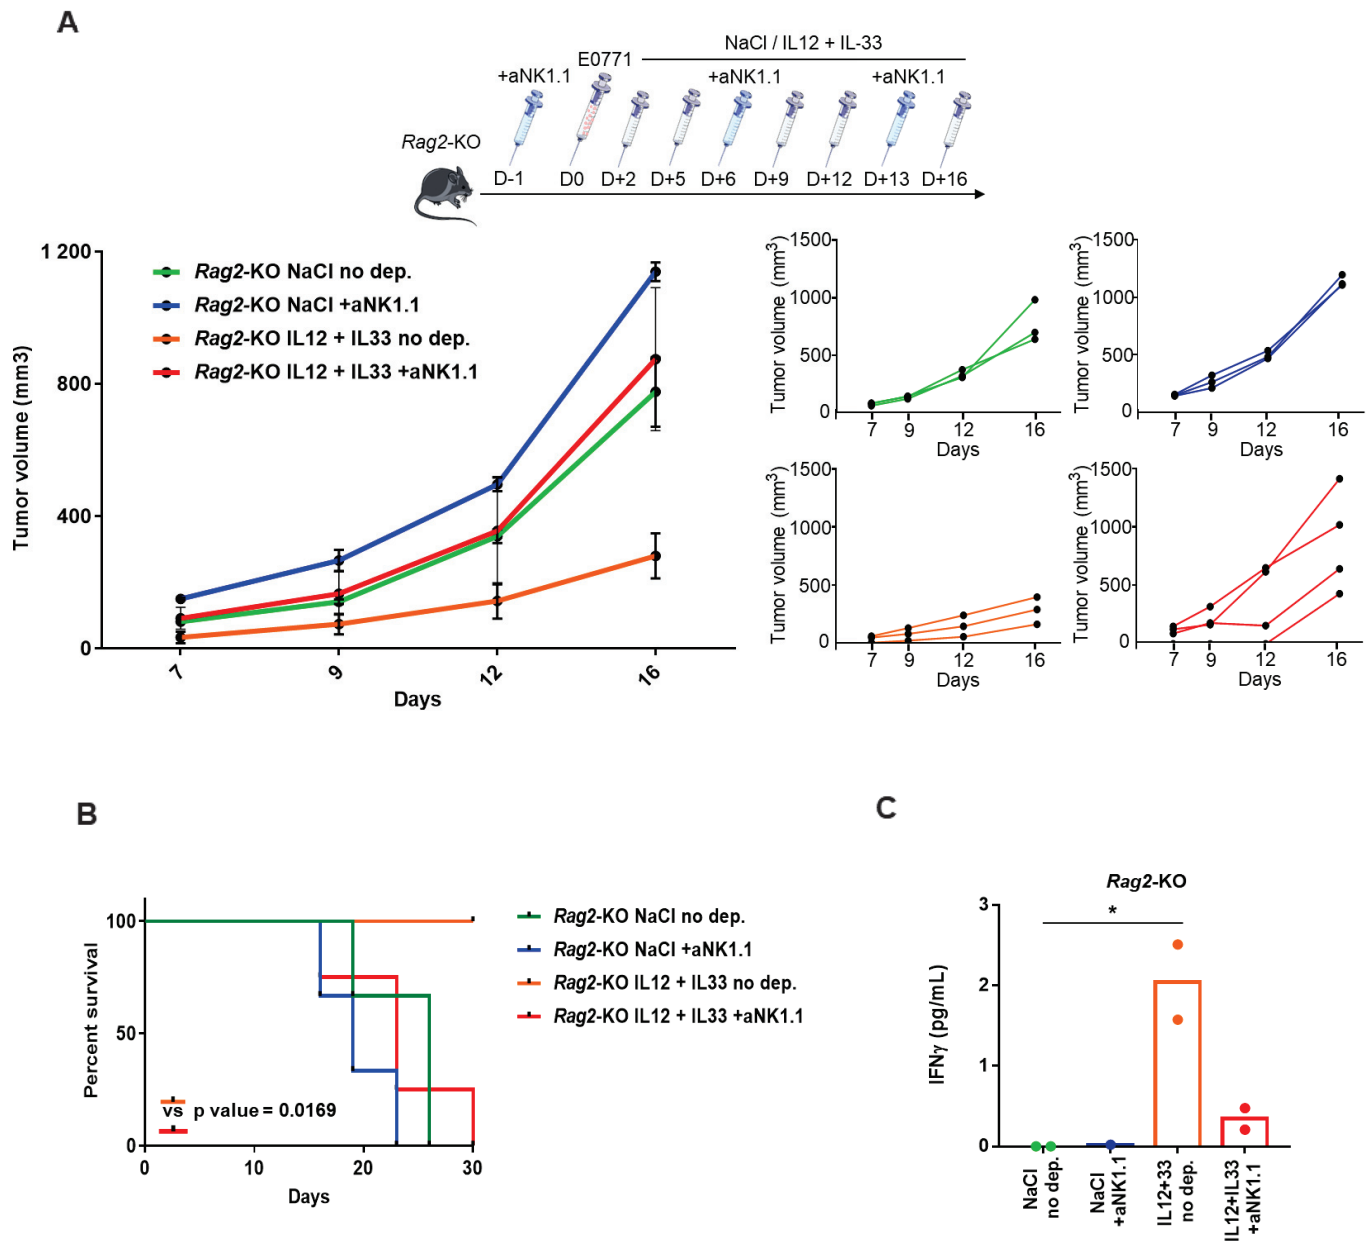 A
NaCl / IL12 + IL-33
E0771
+aNK1.1
+aNK1.1
+aNK1.1
Rag2-KO
D-1
D0
D+2
D+5
D+6
D+9
D+12
D+13
D+16
1 200
800
400
0
Tumor volume (mm3)
7
9
12
16
Days
Rag2-KO NaCl no dep.
Rag2-KO NaCl +aNK1.1
Rag2-KO IL12 + IL33 no dep.
Rag2-KO IL12 + IL33 +aNK1.1
Tumor volume (mm3)
1500
1000
500
0
7
9
12
16
Days
Tumor volume (mm3)
1500
1000
500
0
7
9
12
16
Days
Tumor volume (mm3)
1500
1000
500
0
7
9
12
16
Days
Tumor volume (mm3)
1500
1000
500
0
7
9
12
16
Days
B
Percent survival
100
50
0
0
10
20
30
Days
vs p value = 0.0169
Rag2-KO NaCl no dep.
Rag2-KO NaCl +aNK1.1
Rag2-KO IL12 + IL33 no dep.
Rag2-KO IL12 + IL33 +aNK1.1
C
Rag2-KO
*
IFNγ (pg/mL)
3
2
1
0
NaCl
no dep.
NaCl
+aNK1.1
IL12+33
no dep.
IL12+IL33
+aNK1.1